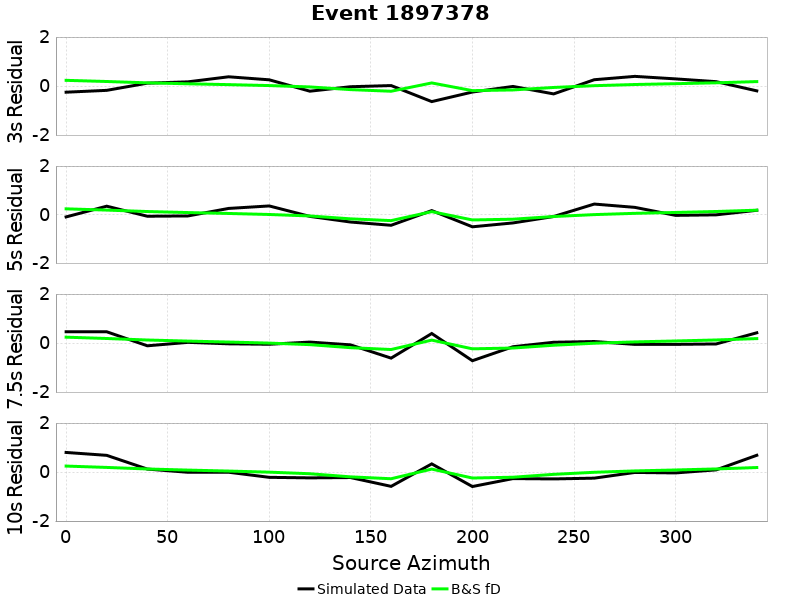 Event 1897378
3s Residual
2
0
-2
5s Residual
2
0
-2
7.5s Residual
2
0
-2
10s Residual
2
0
-2
0 50 100 150 200 250 300
Source Azimuth
Simulated Data B&S fD